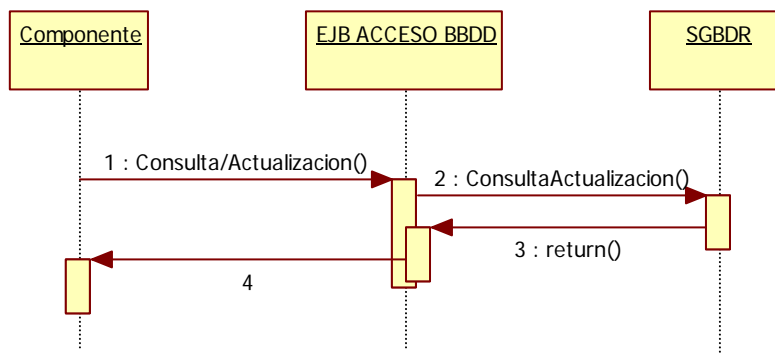 Componente
EJB ACCESO BBDD
SGBDR
1 : Consulta/Actualizacion()
2 : ConsultaActualizacion()
3 : return()
4